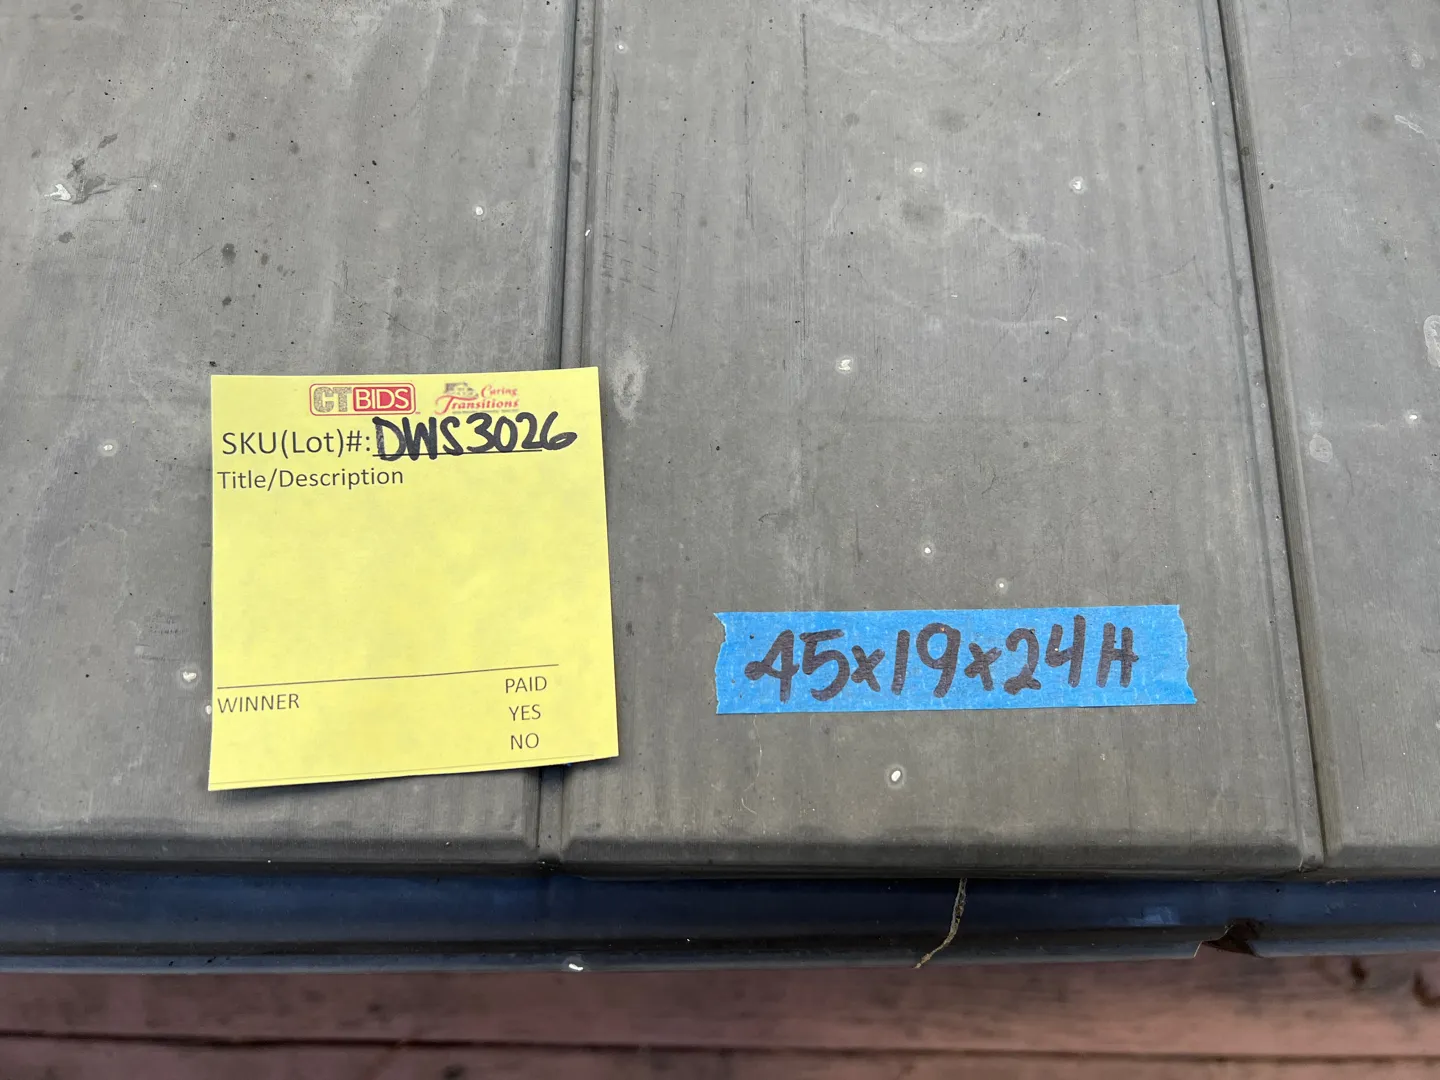 CTBIDS
Caring
Transitions
SKU(Lot)#: DWS3026
Title/Description
WINNER
PAID
YES
NO
45x19x24H